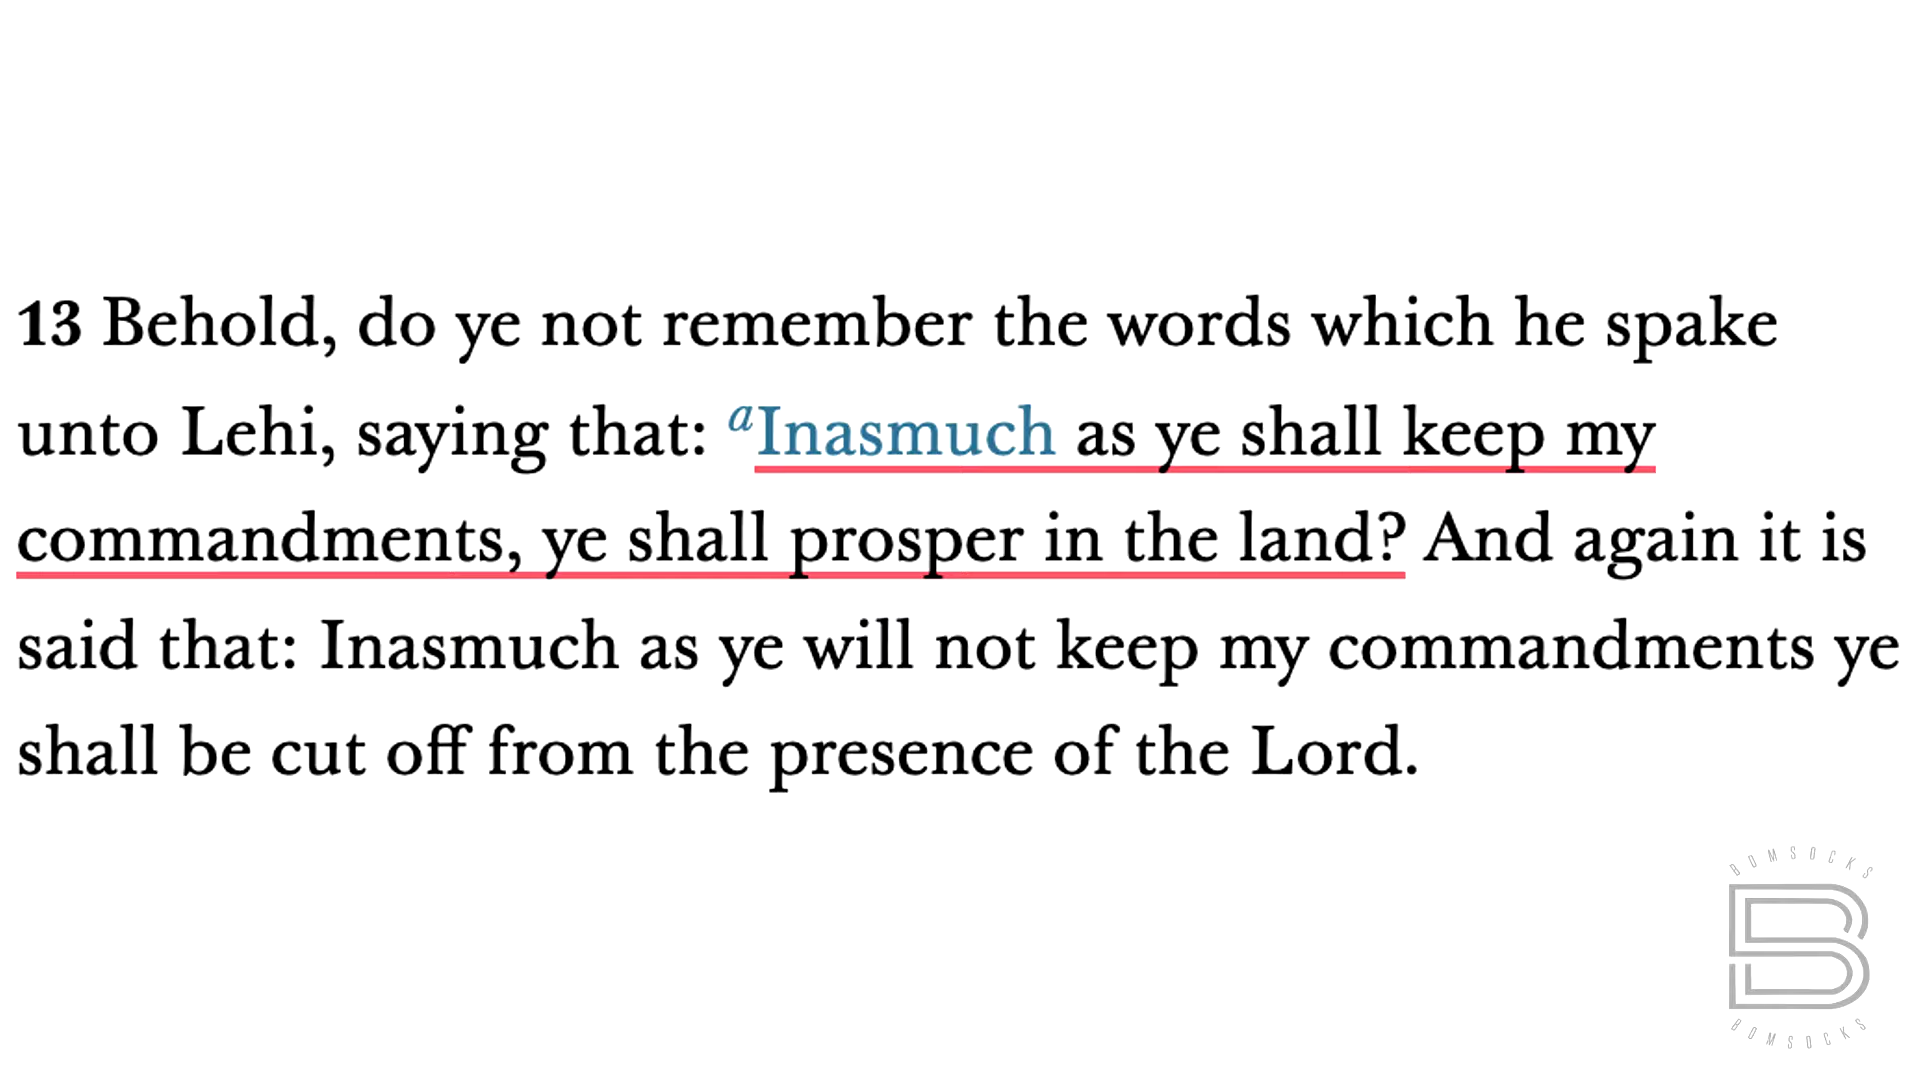 13 Behold, do ye not remember the words which he spake
unto Lehi, saying that: aInasmuch as ye shall keep my
commandments, ye shall prosper in the land? And again it is
said that: Inasmuch as ye will not keep my commandments ye
shall be cut off from the presence of the Lord.
BOMSOCKS
B
BOMSOCKS